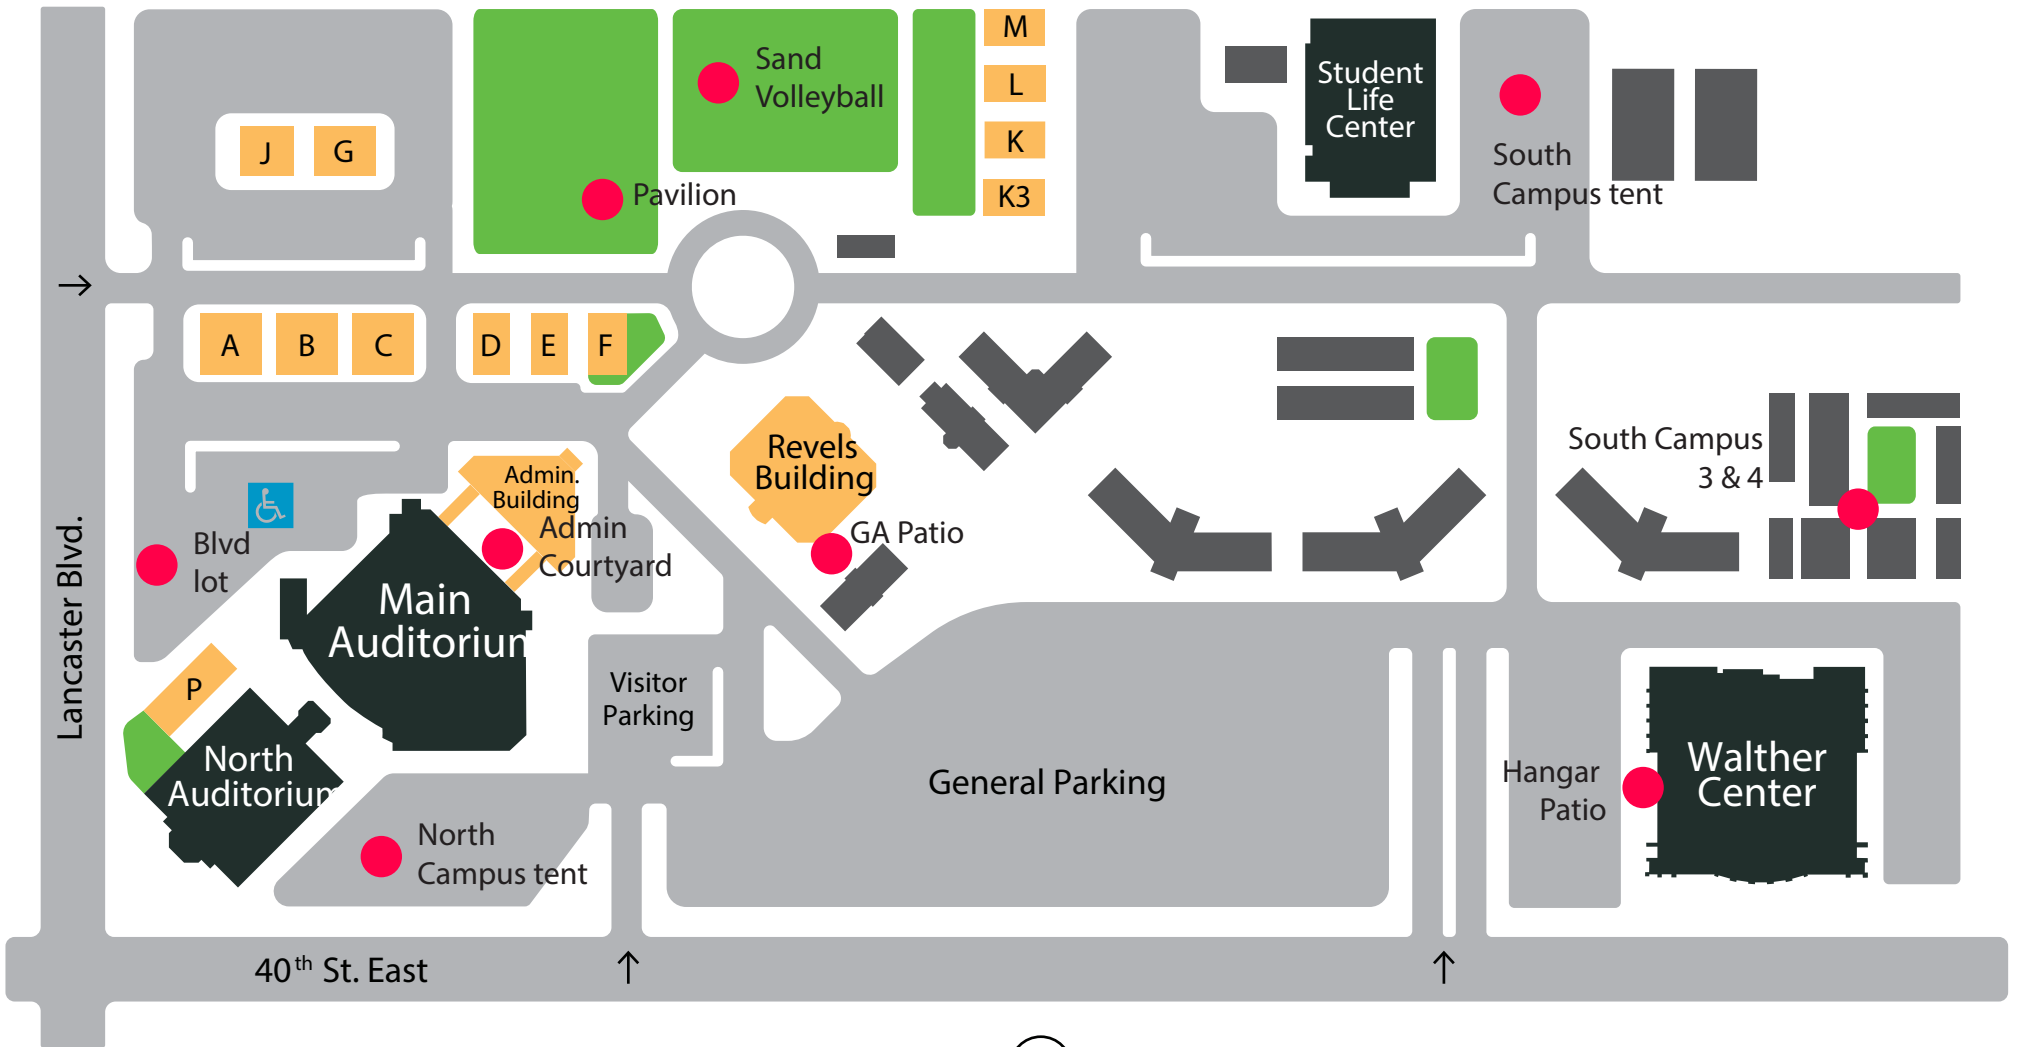 M
Sand
Volleyball
L
Student
Life
Center
K
J
G
South
Campus tent
Pavilion
K3
→
A
B
C
D
E
F
Revels
Building
South Campus
3 & 4
Admin.
Building
Admin
Courtyard
GA Patio
Blvd
lot
Main
Auditorium
Lancaster Blvd.
P
Visitor
Parking
North
Auditorium
General Parking
Hangar
Patio
Walther
Center
North
Campus tent
40th St. East
↑
↑